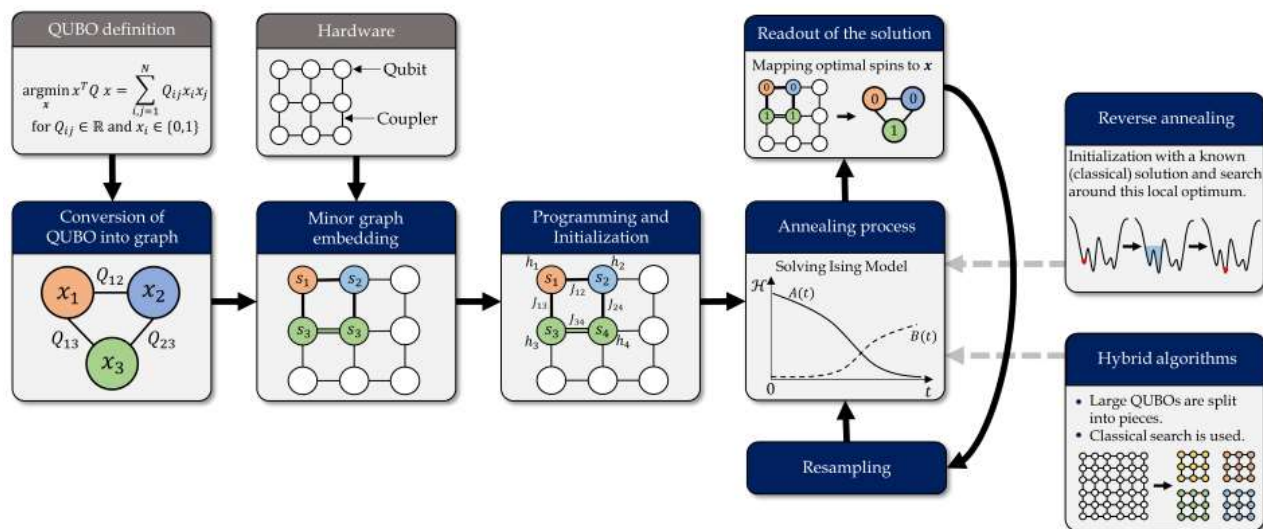 QUBO definition
argmin x^T Q x = ∑ Q_ij x_i x_j
x
N
i,j=1
for Q_ij ∈ ℝ and x_i ∈ {0,1}
Hardware
Qubit
Coupler
Conversion of
QUBO into graph
x_1
Q_12
x_2
Q_13
Q_23
x_3
Minor graph
embedding
s_1
s_2
s_3
s_3
Programming and
Initialization
h_1
h_2
s_1
s_2
J_12
J_13
J_24
J_34
s_3
s_4
h_3
h_4
Readout of the solution
Mapping optimal spins to x
0
0
1
1
0
0
1
Annealing process
Solving Ising Model
ℋ
A(t)
B(t)
0
t
Resampling
Reverse annealing
Initialization with a known
(classical) solution and search
around this local optimum.
Hybrid algorithms
• Large QUBOs are split
into pieces.
• Classical search is used.